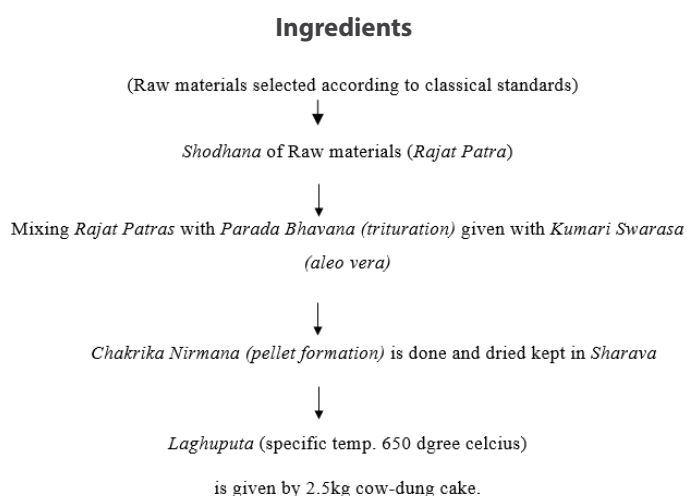 Ingredients
(Raw materials selected according to classical standards)
Shodhana of Raw materials (Rajat Patra)
Mixing Rajat Patras with Parada Bhavana (trituration) given with Kumari Swarasa
(aleo vera)
Chakrika Nirmana (pellet formation) is done and dried kept in Sharava
Laghuputa (specific temp. 650 dgree celcius)
is given by 2.5kg cow-dung cake.